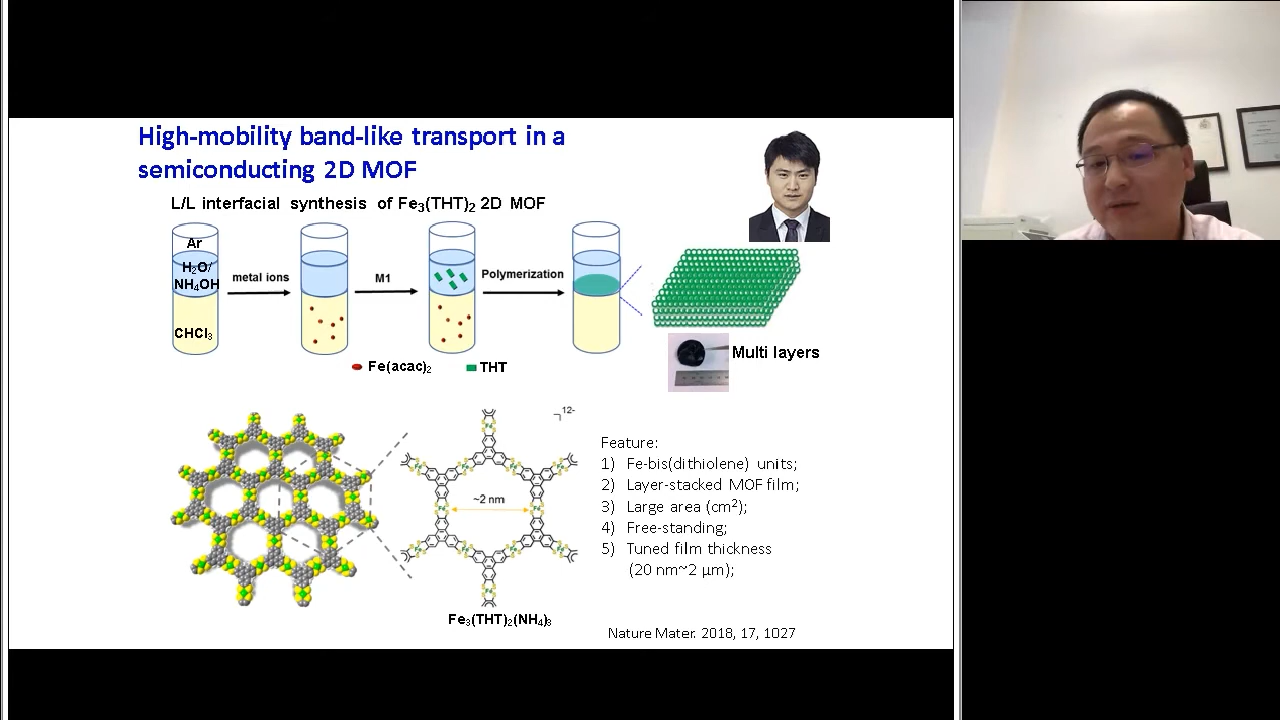 High-mobility band-like transport in a
semiconducting 2D MOF
L/L interfacial synthesis of Fe₃(THT)₂ 2D MOF
Ar
H₂O/
NH₄OH
CHCl₃
metal ions
M1
Polymerization
Fe(acac)₂
THT
Multi layers
12-
~2 nm
Fe₃(THT)₂(NH₄)₃
Feature:
1) Fe-bis(dithiolene) units;
2) Layer-stacked MOF film;
3) Large area (cm²);
4) Free-standing;
5) Tuned film thickness
(20 nm~2 µm);
Nature Mater. 2018, 17, 1027